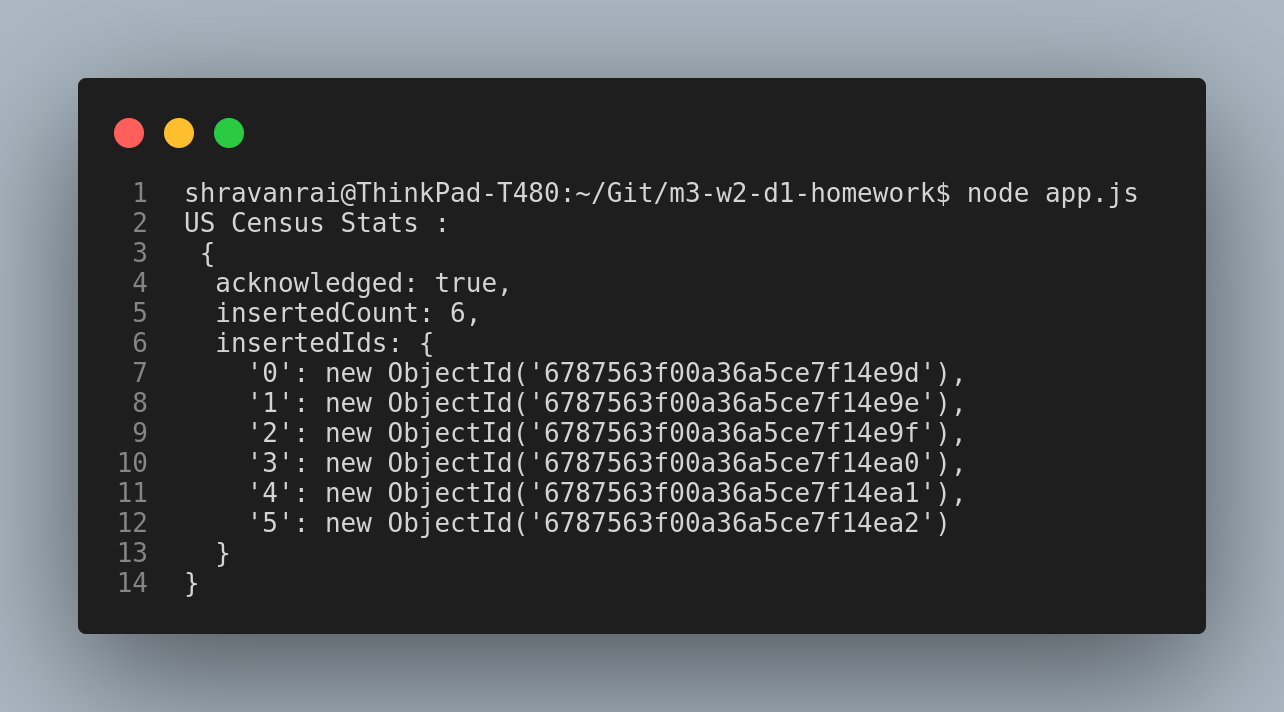 1 shravanrai@ThinkPad-T480:~/Git/m3-w2-d1-homework$ node app.js
2 US Census Stats :
3  {
4   acknowledged: true,
5   insertedCount: 6,
6   insertedIds: {
7     '0': new ObjectId('6787563f00a36a5ce7f14e9d'),
8     '1': new ObjectId('6787563f00a36a5ce7f14e9e'),
9     '2': new ObjectId('6787563f00a36a5ce7f14e9f'),
10     '3': new ObjectId('6787563f00a36a5ce7f14ea0'),
11     '4': new ObjectId('6787563f00a36a5ce7f14ea1'),
12     '5': new ObjectId('6787563f00a36a5ce7f14ea2')
13   }
14 }